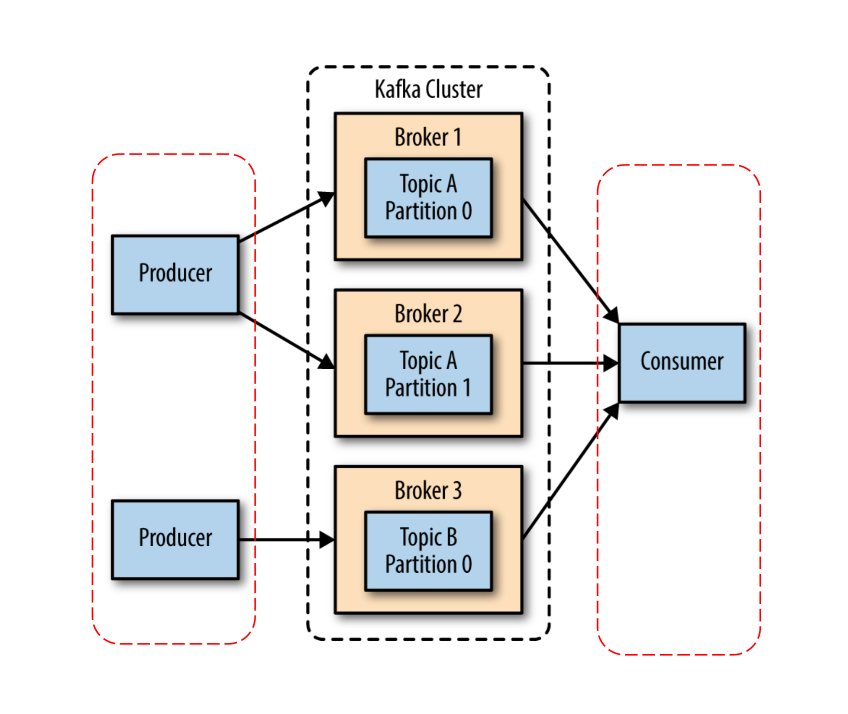 Kafka Cluster
Broker 1
Topic A
Partition 0
Producer
Broker 2
Topic A
Partition 1
Consumer
Broker 3
Producer
Topic B
Partition 0